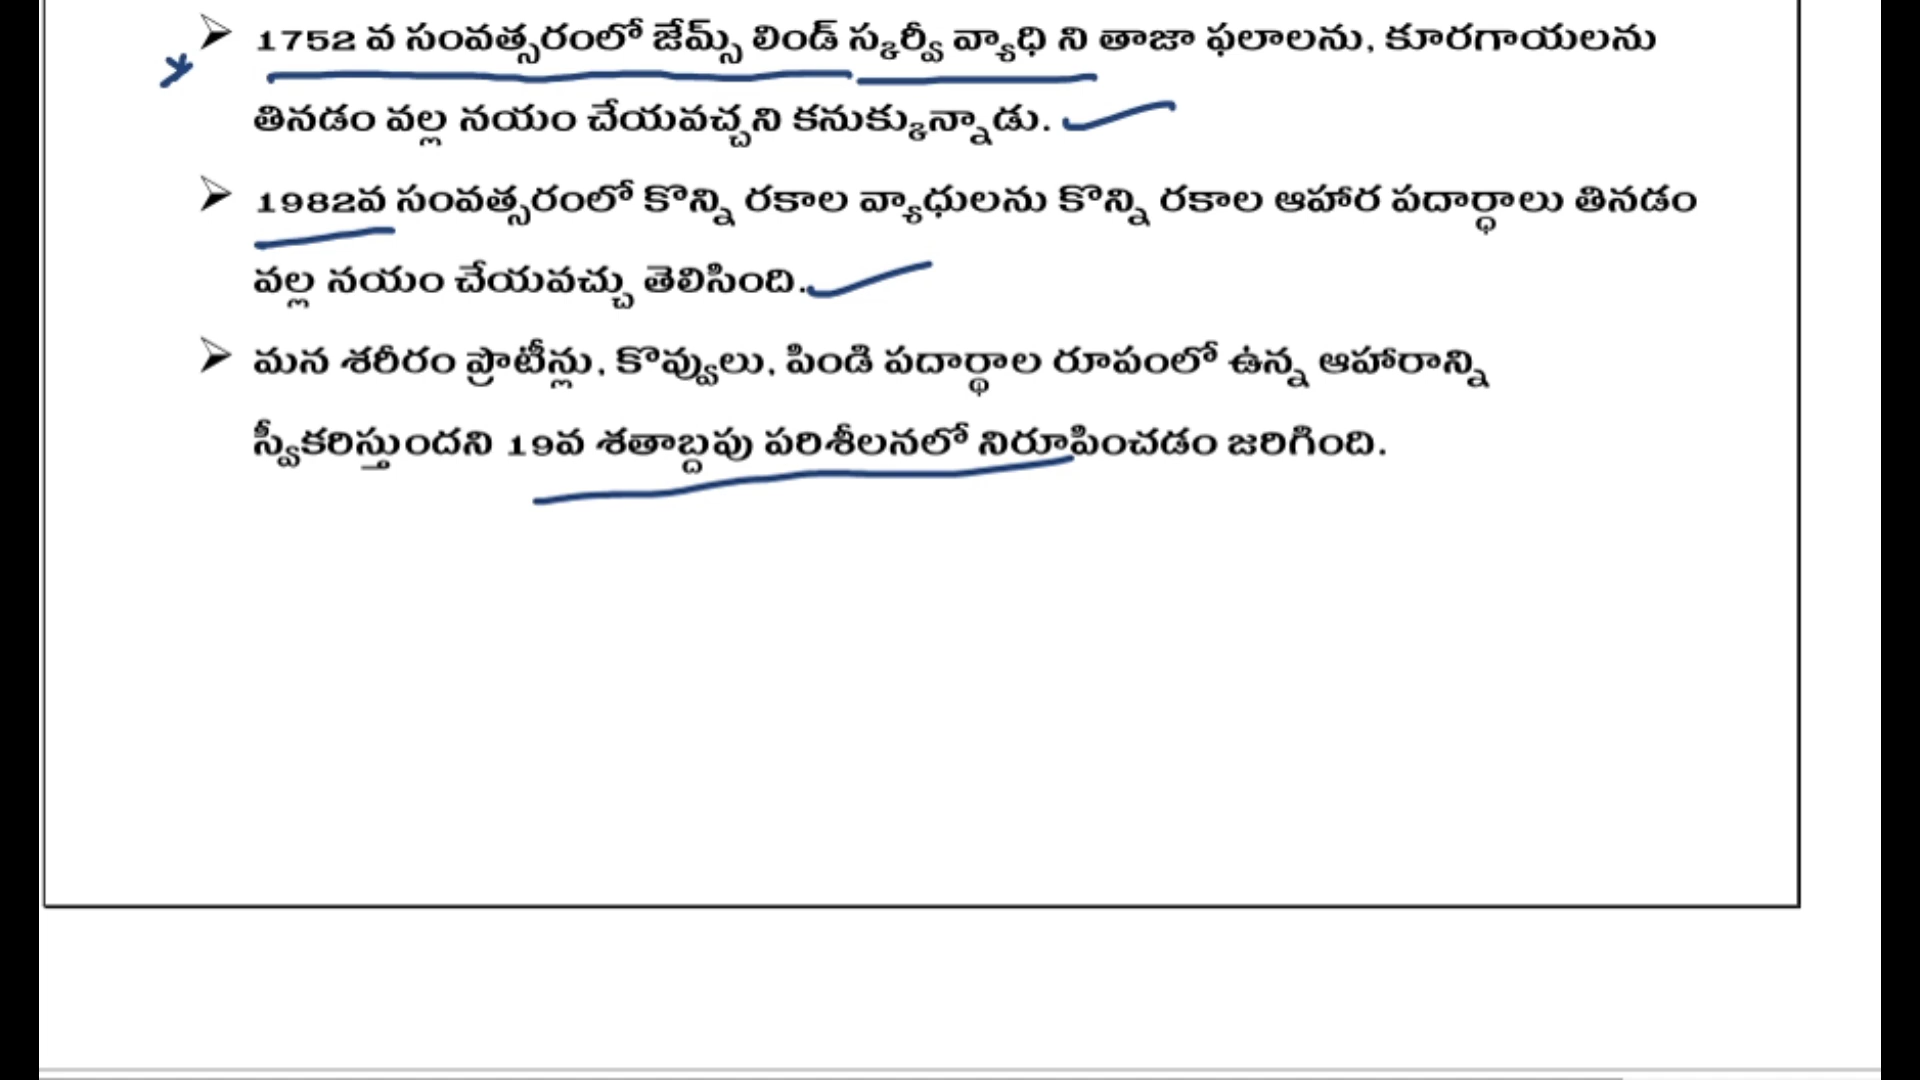 ➢ 1752 వ సంవత్సరంలో జేమ్స్ లిండ్ స్కర్వీ వ్యాధి ని తాజా ఫలాలను, కూరగాయలను
తినడం వల్ల నయం చేయవచ్చని కనుక్కున్నాడు.
➢ 1982వ సంవత్సరంలో కొన్ని రకాల వ్యాధులను కొన్ని రకాల ఆహార పదార్ధాలు తినడం
వల్ల నయం చేయవచ్చు తెలిసింది.
➢ మన శరీరం ప్రొటీన్లు, కొవ్వులు, పిండి పదార్థాల రూపంలో ఉన్న ఆహారాన్ని
స్వీకరిస్తుందని 19వ శతాబ్దపు పరిశీలనలో నిరూపించడం జరిగింది.